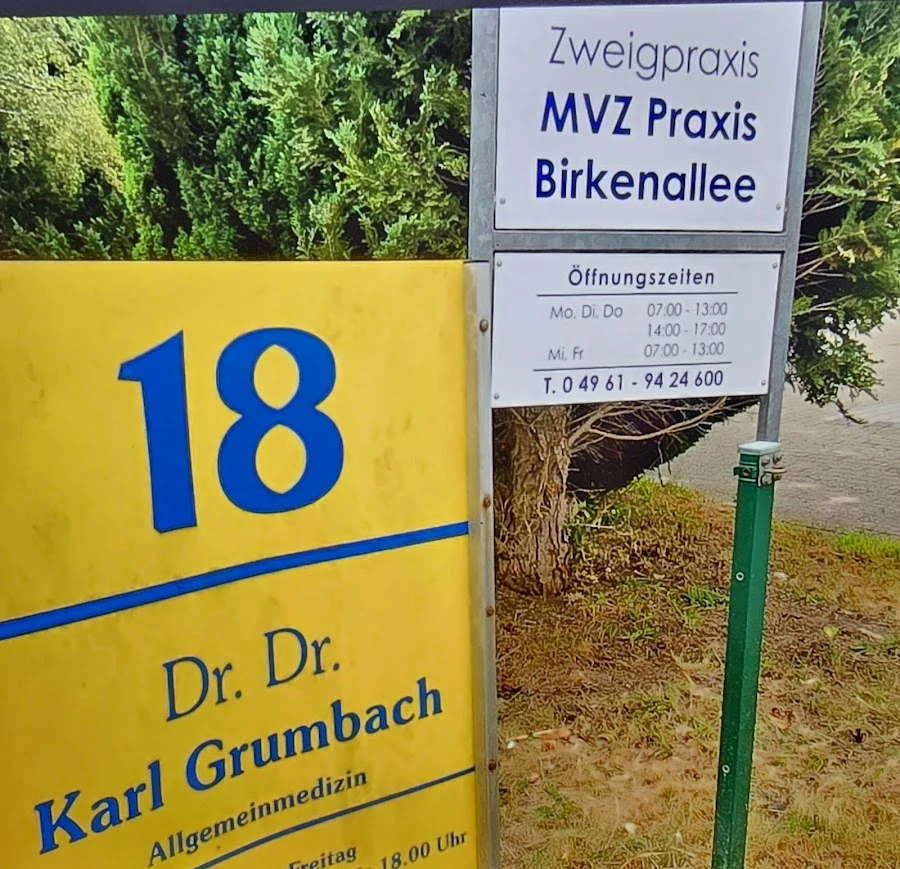 18
Dr. Dr.
Karl Grumbach
Allgemeinmedizin
Freitag
18.00 Uhr
Zweigpraxis
MVZ Praxis
Birkenallee
Öffnungszeiten
Mo, Di, Do 07:00 - 13:00
14:00 - 17:00
Mi, Fr 07:00 - 13:00
T. 0 49 61 - 94 24 600